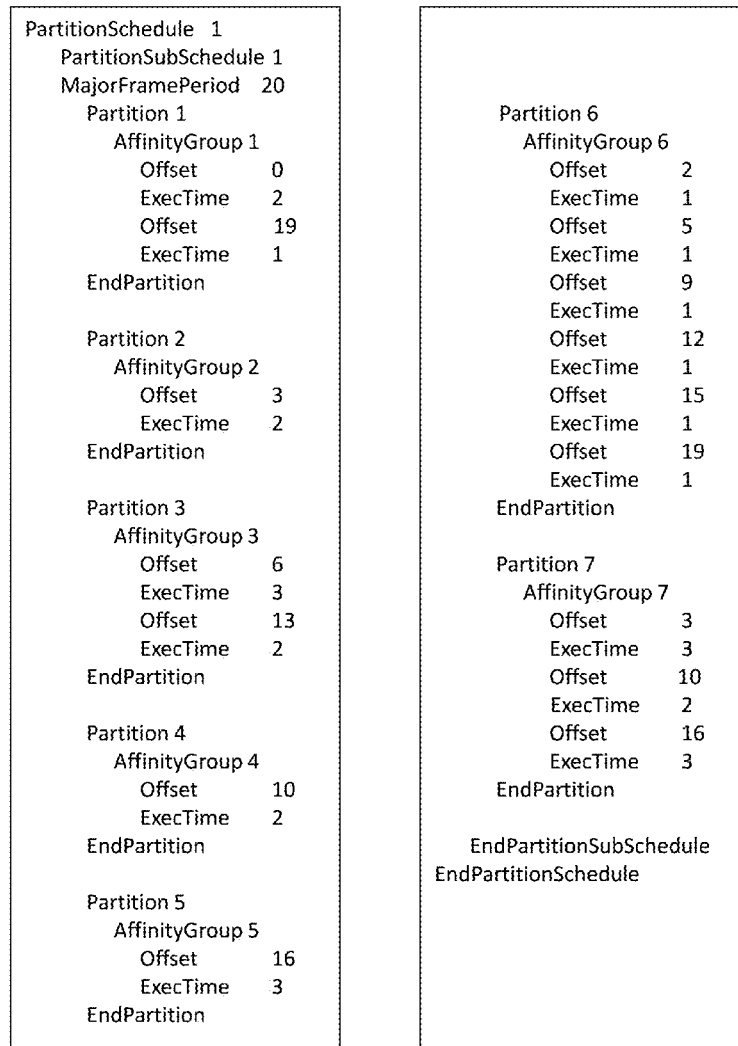 PartitionSchedule 1
PartitionSubSchedule 1
MajorFramePeriod 20
Partition 1
AffinityGroup 1
Offset 0
ExecTime 2
Offset 19
ExecTime 1
EndPartition
Partition 2
AffinityGroup 2
Offset 3
ExecTime 2
EndPartition
Partition 3
AffinityGroup 3
Offset 6
ExecTime 3
Offset 13
ExecTime 2
EndPartition
Partition 4
AffinityGroup 4
Offset 10
ExecTime 2
EndPartition
Partition 5
AffinityGroup 5
Offset 16
ExecTime 3
EndPartition
Partition 6
AffinityGroup 6
Offset 2
ExecTime 1
Offset 5
ExecTime 1
Offset 9
ExecTime 1
Offset 12
ExecTime 1
Offset 15
ExecTime 1
Offset 19
ExecTime 1
EndPartition
Partition 7
AffinityGroup 7
Offset 3
ExecTime 3
Offset 10
ExecTime 2
Offset 16
ExecTime 3
EndPartition
EndPartitionSubSchedule
EndPartitionSchedule